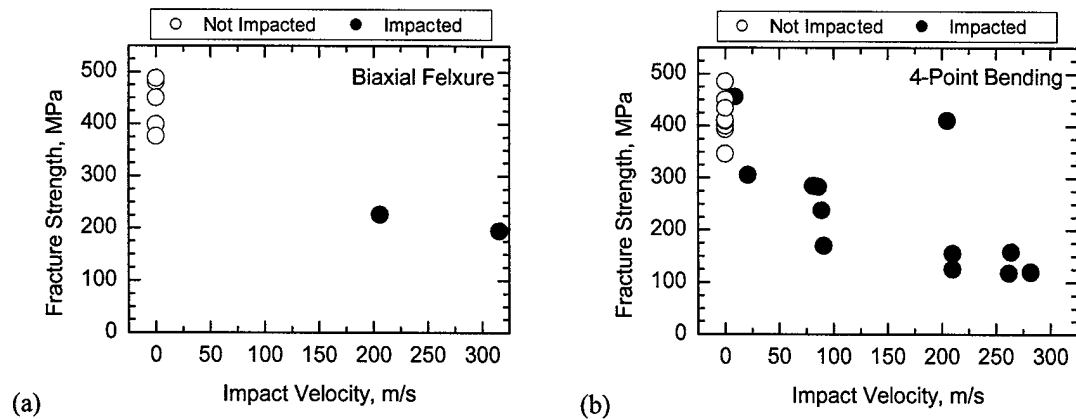 ○ Not Impacted ● Impacted
Biaxial Felxure
500
400
300
200
100
0
Fracture Strength, MPa
0 50 100 150 200 250 300
Impact Velocity, m/s
(a)
○ Not Impacted ● Impacted
4-Point Bending
500
400
300
200
100
0
Fracture Strength, MPa
0 50 100 150 200 250 300
Impact Velocity, m/s
(b)